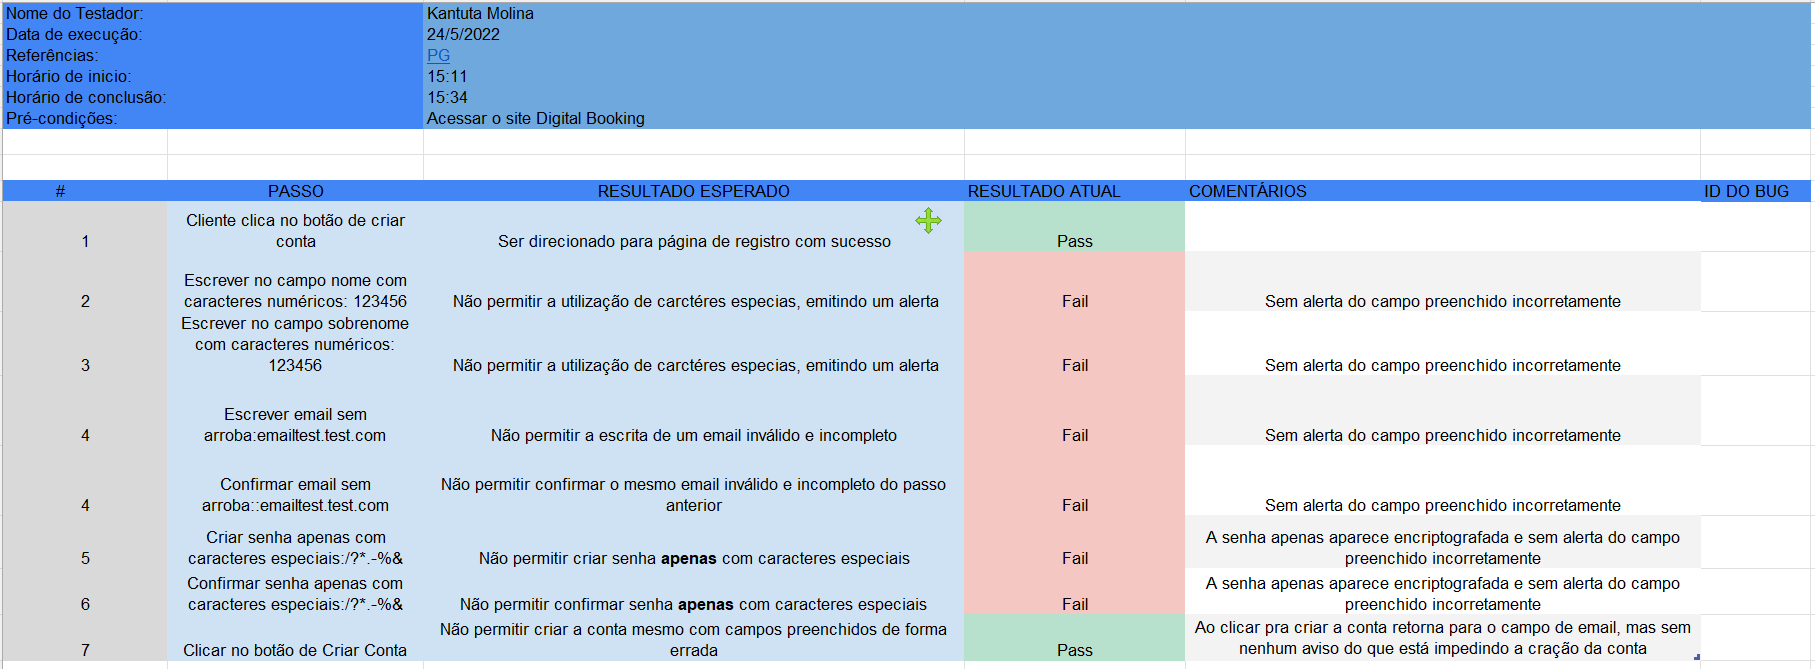 Nome do Testador: Kantuta Molina
Data de execução: 24/5/2022
Referências: PG
Horário de inicio: 15:11
Horário de conclusão: 15:34
Pré-condições: Acessar o site Digital Booking
# PASSO RESULTADO ESPERADO RESULTADO ATUAL COMENTÁRIOS ID DO BUG
Cliente clica no botão de criar
1 conta Ser direcionado para página de registro com sucesso Pass
Escrever no campo nome com
2 caracteres numéricos: 123456 Não permitir a utilização de carctéres especias, emitindo um alerta Fail Sem alerta do campo preenchido incorretamente
Escrever no campo sobrenome
com caracteres numéricos:
3 123456 Não permitir a utilização de carctéres especias, emitindo um alerta Fail Sem alerta do campo preenchido incorretamente
Escrever email sem
4 arroba:emailtest.test.com Não permitir a escrita de um email inválido e incompleto Fail Sem alerta do campo preenchido incorretamente
Confirmar email sem Não permitir confirmar o mesmo email inválido e incompleto do passo
4 arroba::emailtest.test.com anterior Fail Sem alerta do campo preenchido incorretamente
Criar senha apenas com A senha apenas aparece encriptografada e sem alerta do campo
5 caracteres especiais:/?*.-%& Não permitir criar senha apenas com caracteres especiais Fail preenchido incorretamente
Confirmar senha apenas com A senha apenas aparece encriptografada e sem alerta do campo
6 caracteres especiais:/?*.-%& Não permitir confirmar senha apenas com caracteres especiais Fail preenchido incorretamente
Não permitir criar a conta mesmo com campos preenchidos de forma Ao clicar pra criar a conta retorna para o campo de email, mas sem
7 Clicar no botão de Criar Conta errada Pass nenhum aviso do que está impedindo a cração da conta